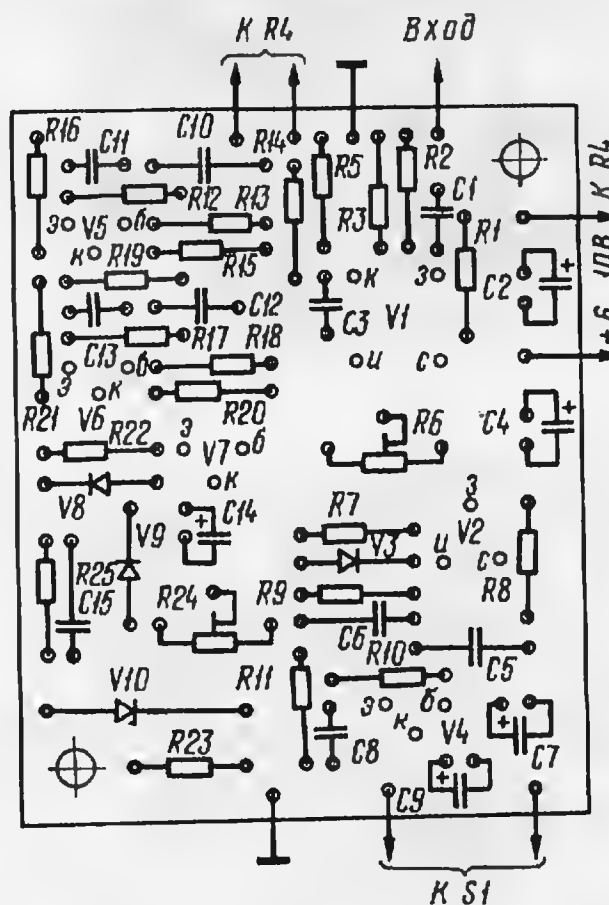 К R4
Вход
R16
C11
C10
R14
R5
R2
R12
R13
R3
C1
К R4
э
V5
б
R1
к
R19
R15
к
з
C2
+Б 10В
C12
C3
V1
R17
R18
C13
б
и
с
э
к
R21
V6
R20
R22
э
V7
б
R6
C4
к
з
V8
V9
C14
+
R7
V3
V2
и
с
R25
C15
R24
R9
R8
C6
R10
C5
V10
R11
э
б
к
V4
R23
C8
C7
C9
+
+
+
+
К S1